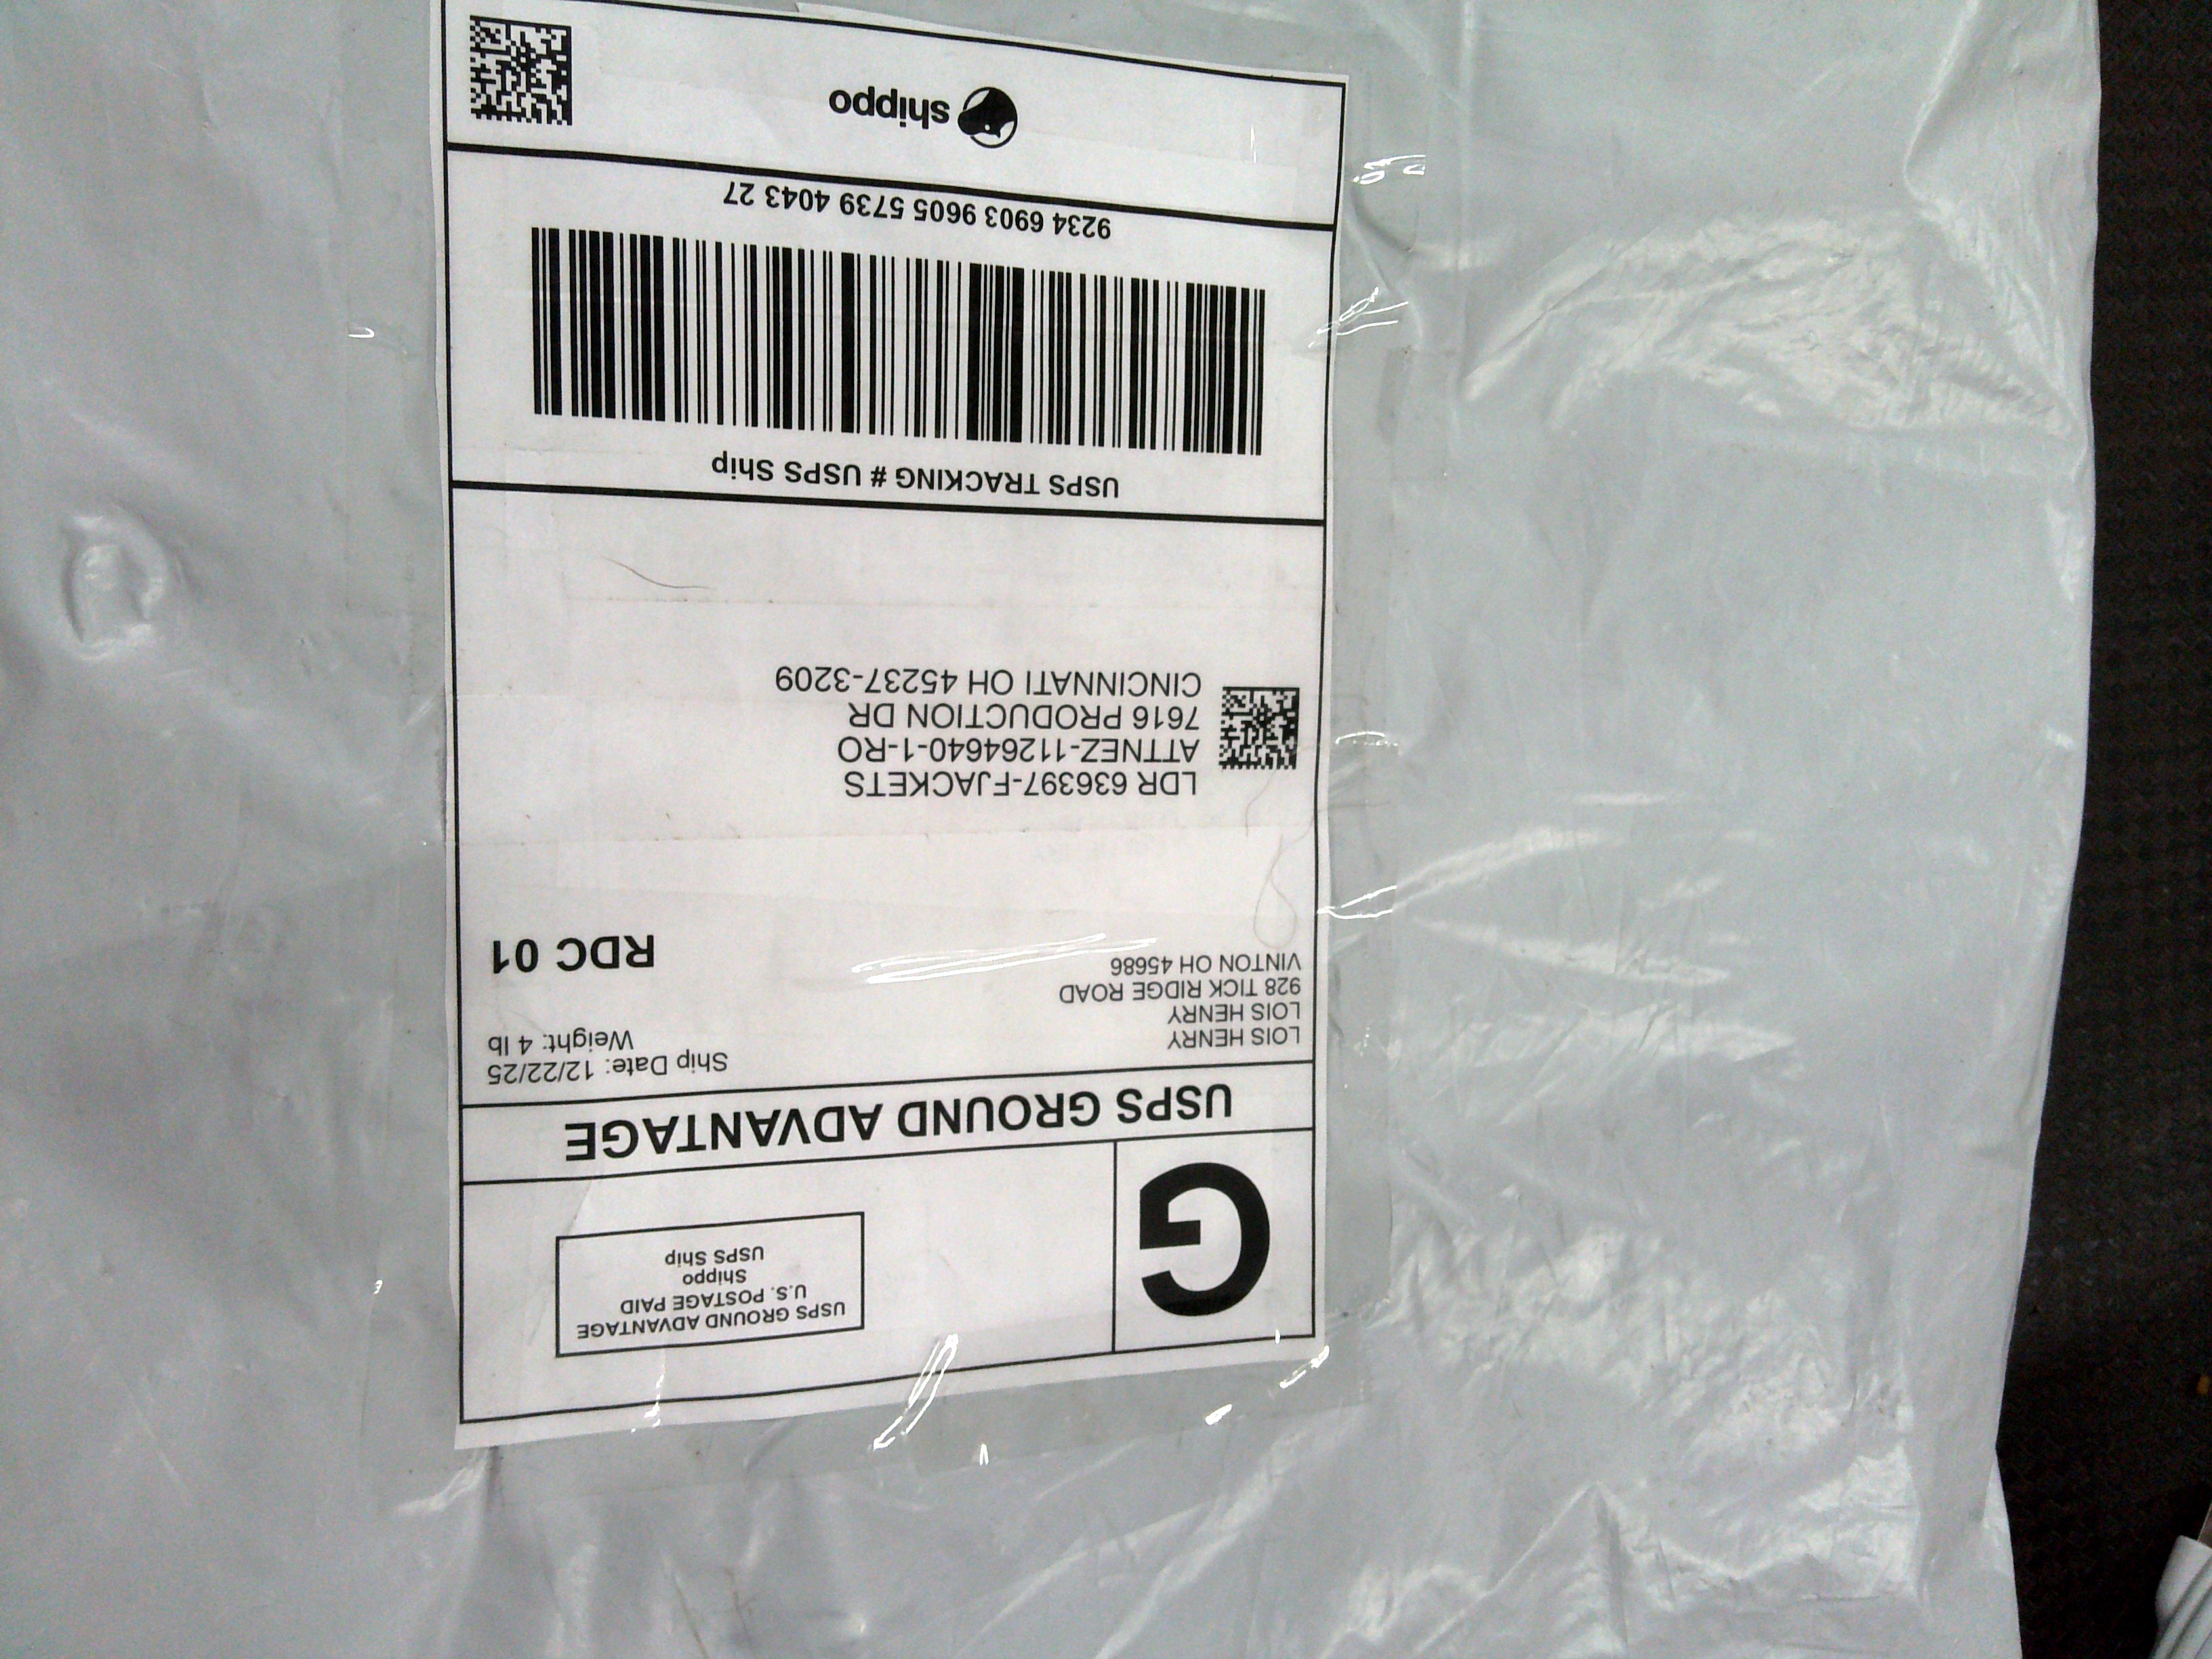 USPS GROUND ADVANTAGE
U.S. POSTAGE PAID
Shippo
USPS Ship
G
USPS GROUND ADVANTAGE
LOIS HENRY
LOIS HENRY
928 TICK RIDGE ROAD
VINTON OH 45686
Ship Date: 12/22/25
Weight: 4 lb
RDC 01
LDR 636397-FJACKETS
ATTNEZ-11264640-1-RO
7616 PRODUCTION DR
CINCINNATI OH 45237-3209
USPS TRACKING # USPS Ship
9234 6903 9605 5739 4043 27
shippo